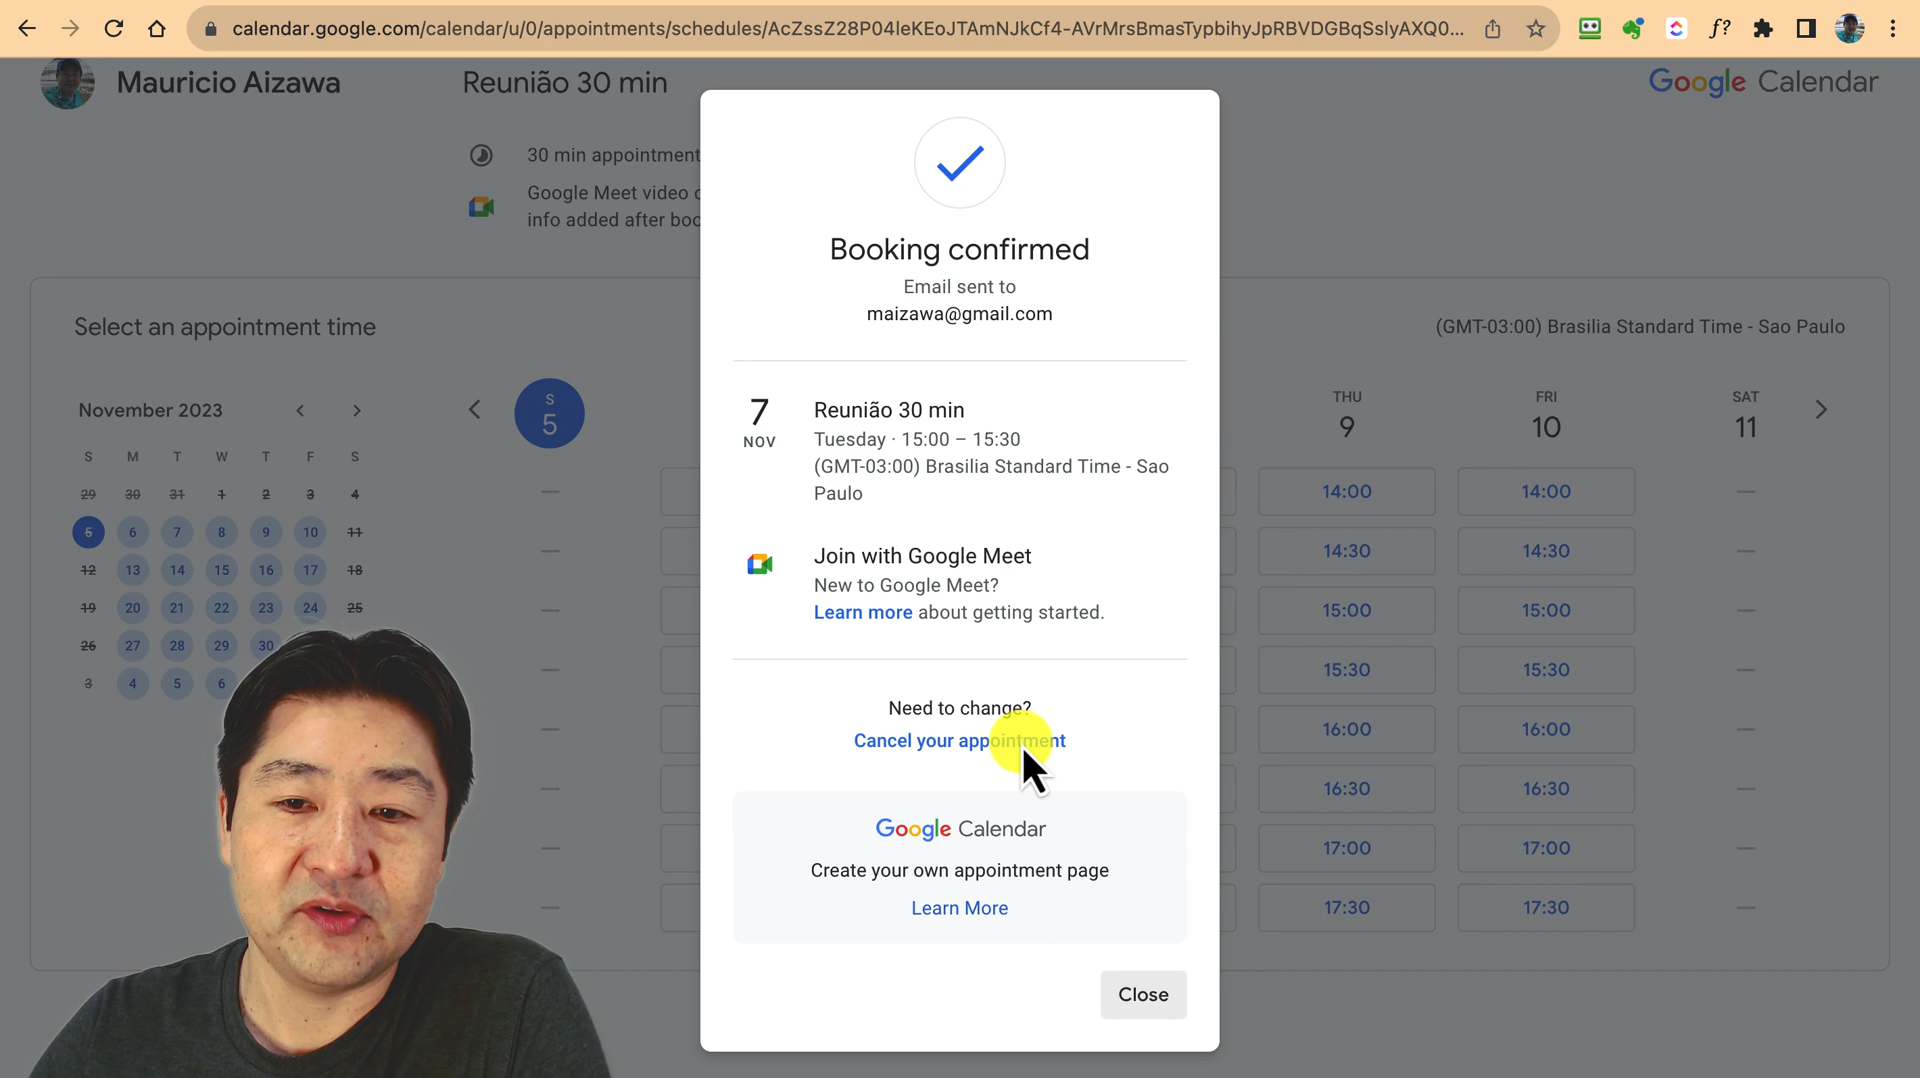 calendar.google.com/calendar/u/0/appointments/schedules/AcZssZ28P04leKEoJTAmNJkCf4-AVrMrsBmasTypbihyJpRBVDGBqSslyAXQ0...
Mauricio Aizawa
Reunião 30 min
Google Calendar
30 min appointment
Google Meet video c
info added after boo
Select an appointment time
(GMT-03:00) Brasilia Standard Time - Sao Paulo
November 2023
S M T W T F S
29 30 31 1 2 3 4
5 6 7 8 9 10 11
12 13 14 15 16 17 18
19 20 21 22 23 24 25
26 27 28 29 30
3 4 5 6
S
5
THU
9
FRI
10
SAT
11
14:00 14:00
14:30 14:30
15:00 15:00
15:30 15:30
16:00 16:00
16:30 16:30
17:00 17:00
17:30 17:30
Booking confirmed
Email sent to
maizawa@gmail.com
7
NOV
Reunião 30 min
Tuesday · 15:00 – 15:30
(GMT-03:00) Brasilia Standard Time - Sao
Paulo
Join with Google Meet
New to Google Meet?
Learn more about getting started.
Need to change?
Cancel your appointment
Google Calendar
Create your own appointment page
Learn More
Close